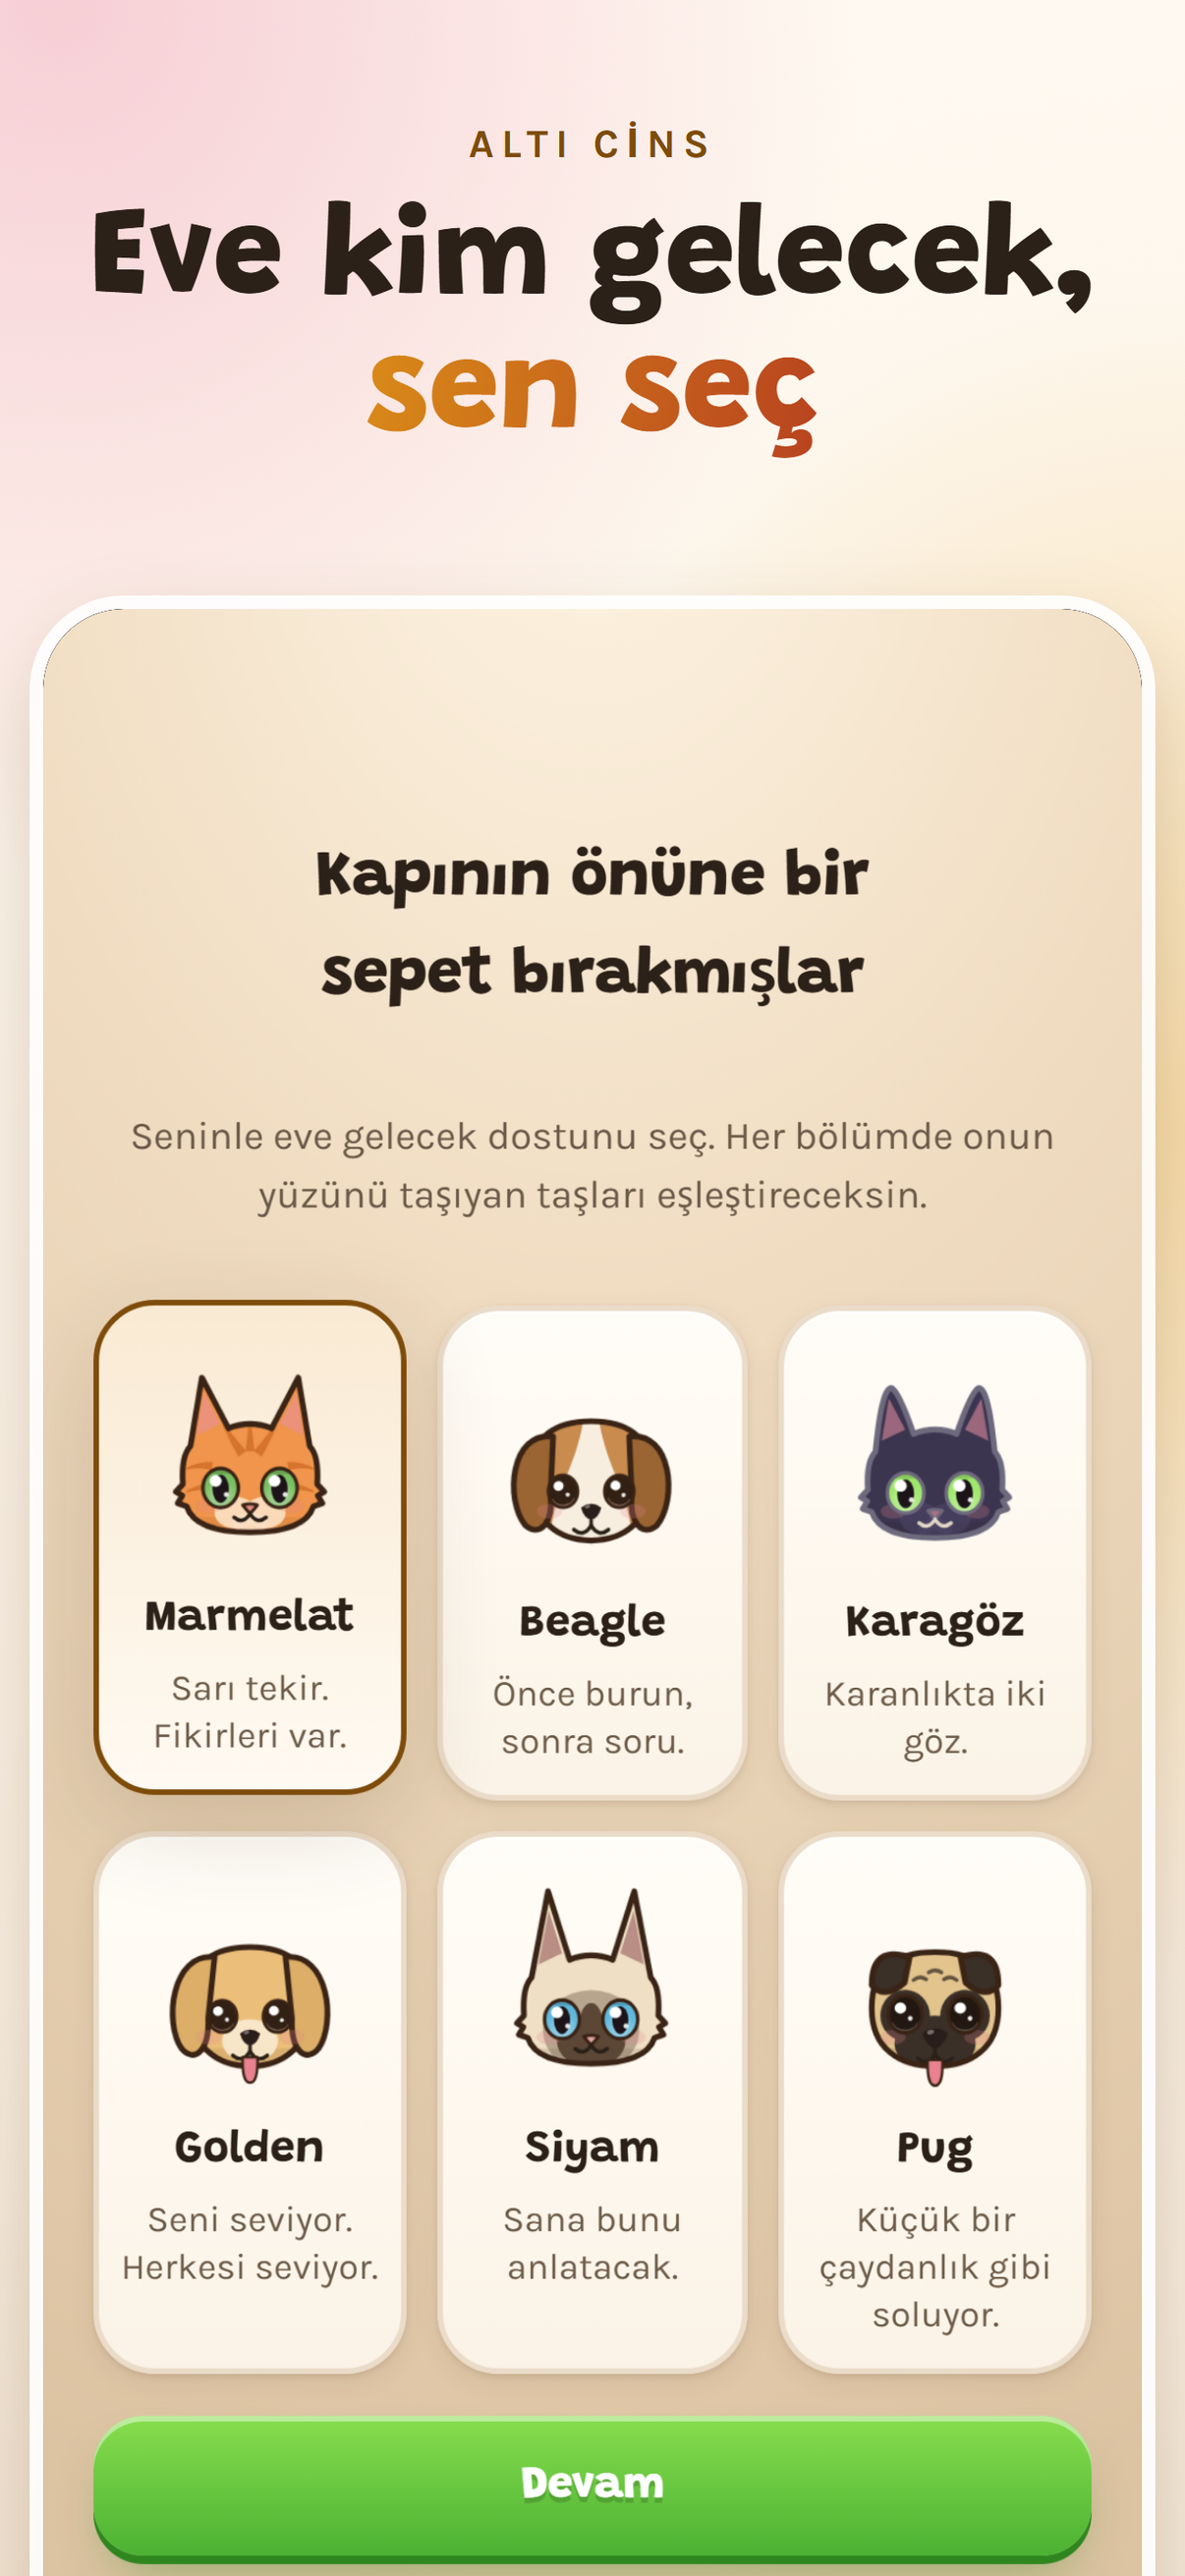 ALTI CİNS
Eve kim gelecek,
sen seç
Kapının önüne bir
sepet bırakmışlar
Seninle eve gelecek dostunu seç. Her bölümde onun
yüzünü taşıyan taşları eşleştireceksin.
Marmelat
Sarı tekir.
Fikirleri var.
Beagle
Önce burun,
sonra soru.
Karagöz
Karanlıkta iki
göz.
Golden
Seni seviyor.
Herkesi seviyor.
Siyam
Sana bunu
anlatacak.
Pug
Küçük bir
çaydanlık gibi
soluyor.
Devam